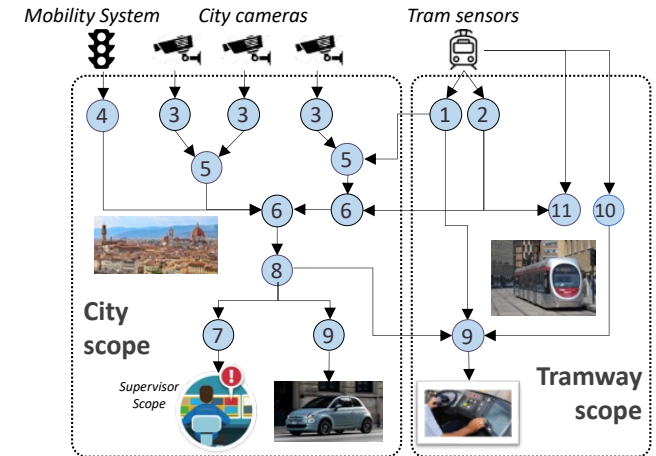 Mobility System City cameras Tram sensors
4 3 3 3 1 2
5 5
6 6 11 10
8
City
scope
7 9 9
Supervisor
Scope
Tramway
scope